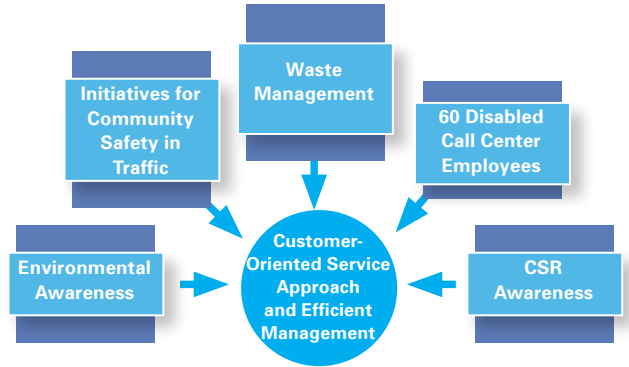 Waste
Management
Initiatives for
Community
Safety in
Traffic
60 Disabled
Call Center
Employees
Environmental
Awareness
Customer-
Oriented Service
Approach
and Efficient
Management
CSR
Awareness